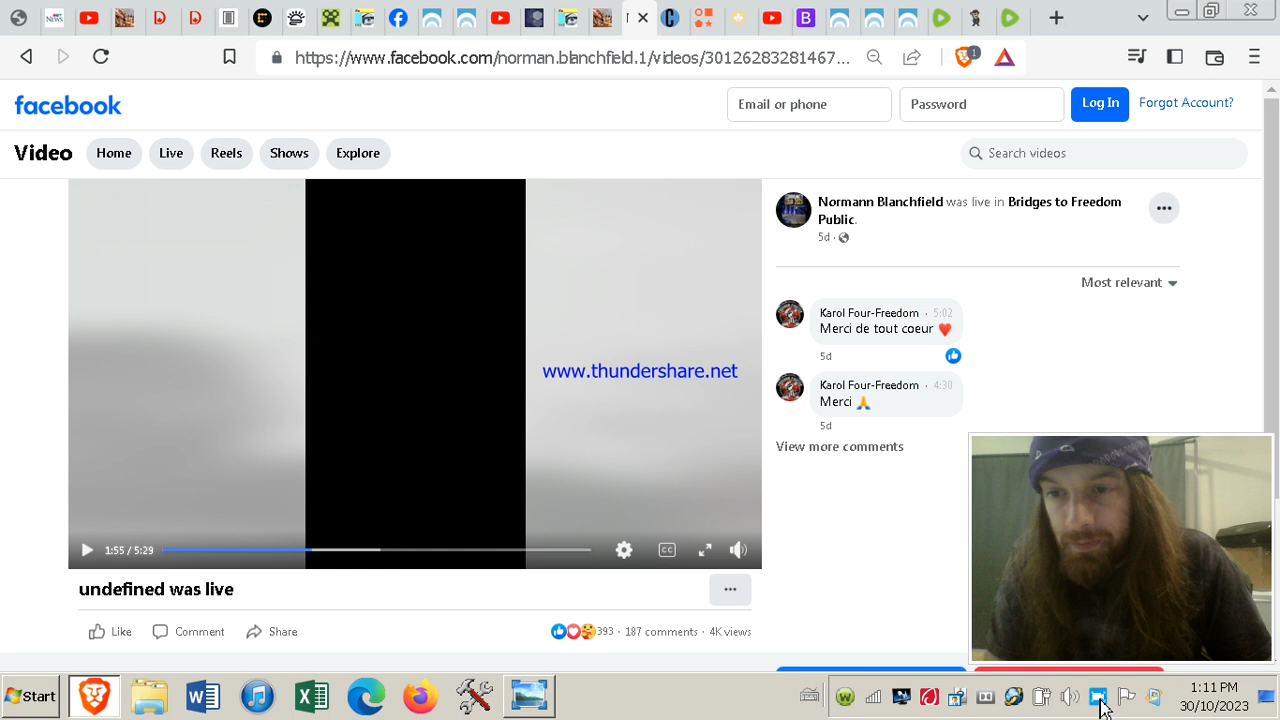 https://www.facebook.com/norman.blanchfield.1/videos/30126283281467...
1
facebook
Email or phone
Password
Log In
Forgot Account?
Video
Home
Live
Reels
Shows
Explore
Search videos
Normann Blanchfield was live in Bridges to Freedom
Public.
5d ·
Most relevant
Karol Four-Freedom · 5:02
Merci de tout coeur ❤️
5d
Karol Four-Freedom · 4:30
Merci 🙏
5d
View more comments
www.thundershare.net
1:55 / 5:29
CC
undefined was live
Like
Comment
Share
393 · 187 comments · 4K views
Start
1:11 PM
30/10/2023